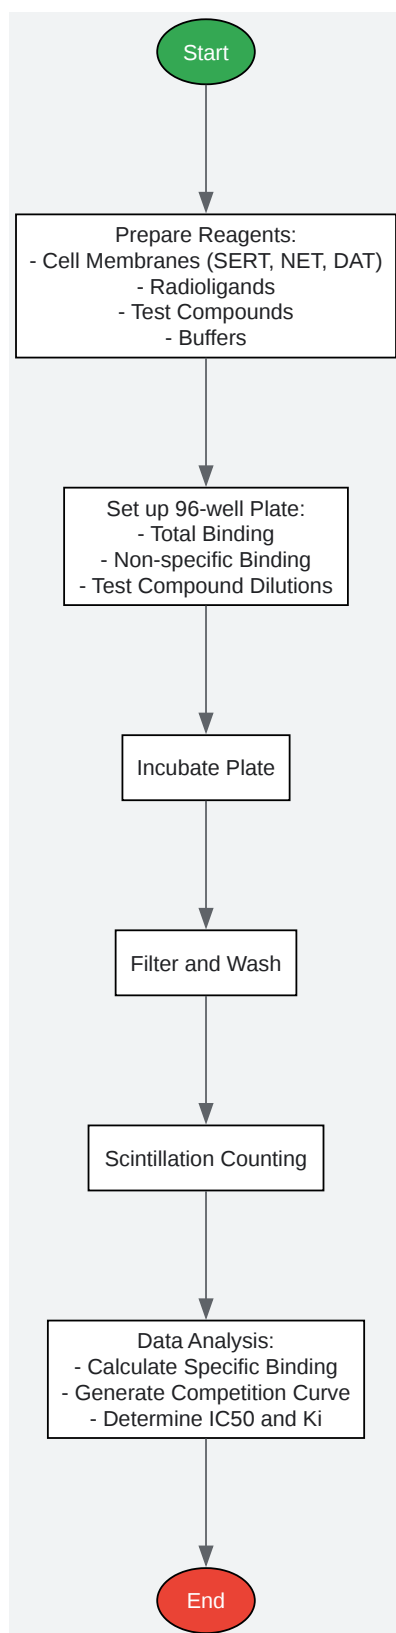 Start
Prepare Reagents:
- Cell Membranes (SERT, NET, DAT)
- Radioligands
- Test Compounds
- Buffers
Set up 96-well Plate:
- Total Binding
- Non-specific Binding
- Test Compound Dilutions
Incubate Plate
Filter and Wash
Scintillation Counting
Data Analysis:
- Calculate Specific Binding
- Generate Competition Curve
- Determine IC50 and Ki
End